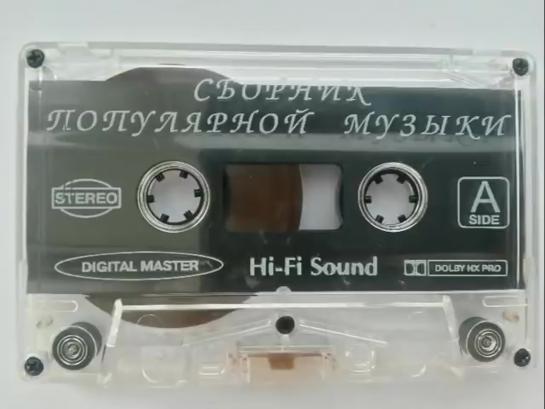 СБОРНИК
ПОПУЛЯРНОЙ МУЗЫКИ
STEREO
A
SIDE
DIGITAL MASTER
Hi-Fi Sound
DOLBY HX PRO